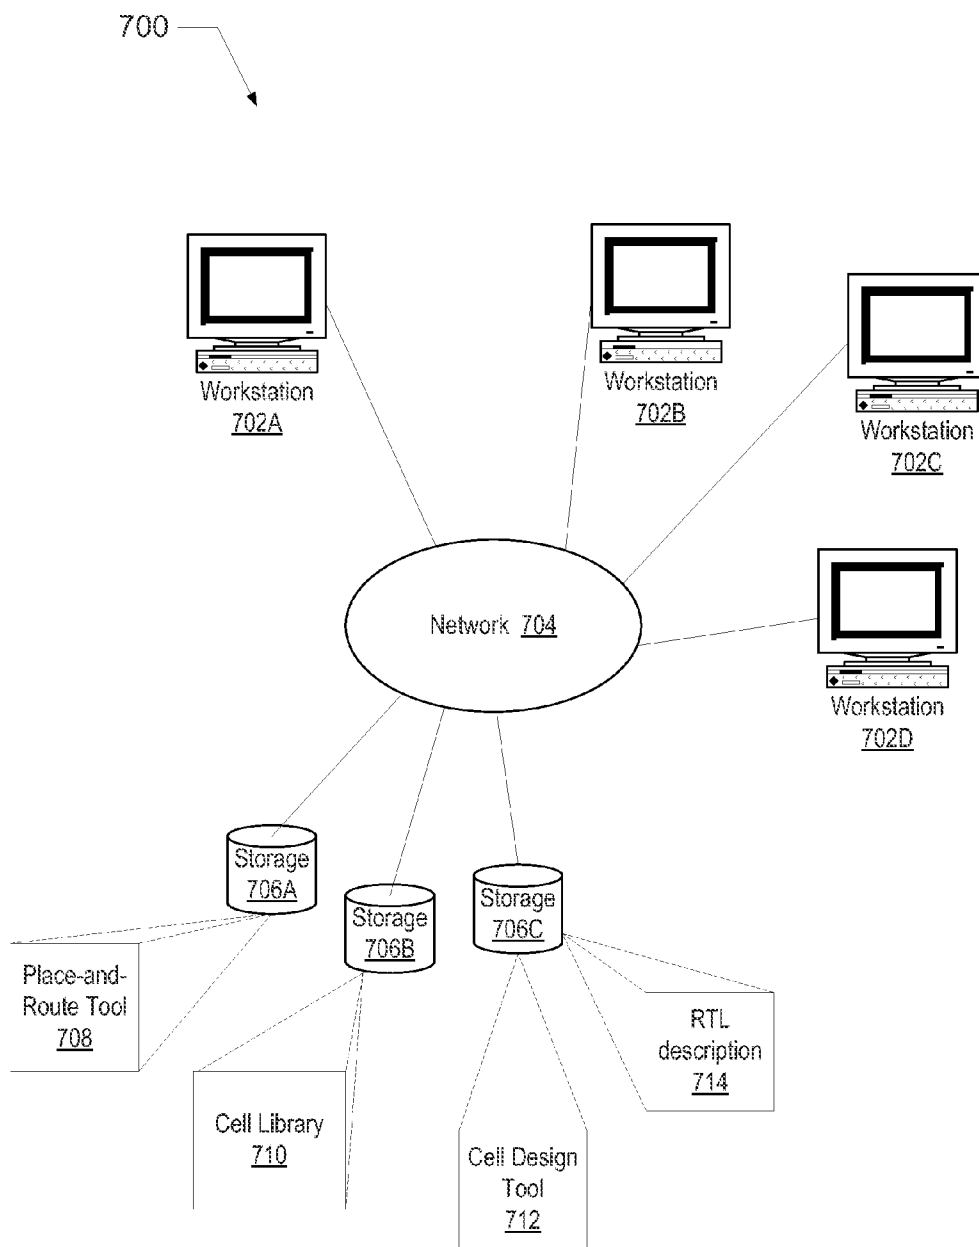 700
Workstation
702A
Workstation
702B
Workstation
702C
Network 704
Workstation
702D
Storage
706A
Storage
706B
Storage
706C
Place-and-
Route Tool
708
Cell Library
710
Cell Design
Tool
712
RTL
description
714